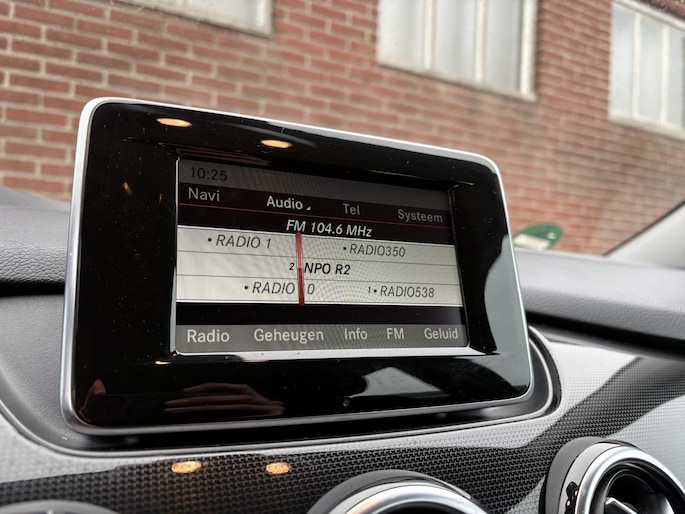 10:25
Navi Audio Tel Systeem
FM 104.6 MHz
• RADIO 1 • RADIO350
2 NPO R2
• RADIO 10 1• RADIO538
Radio Geheugen Info FM Geluid